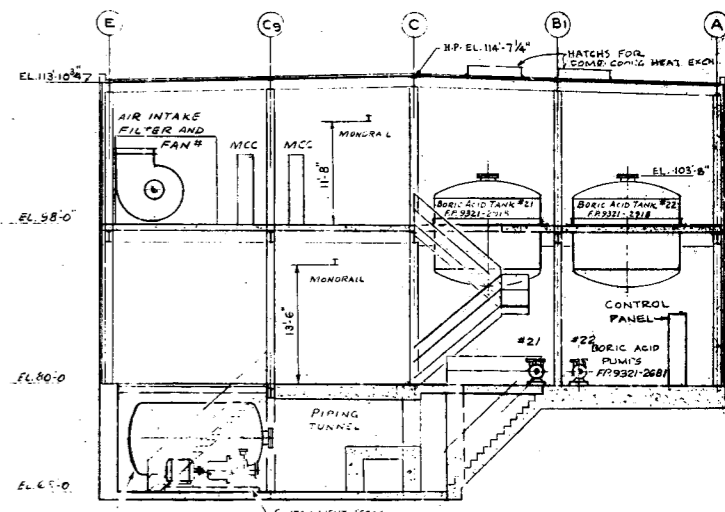 E
C9
C
B1
A
H.P. EL. 114'-7 1/4"
HATCHS FOR
COMP. COOLING HEAT. EXCH
EL. 113'-10 3/4"
AIR INTAKE
FILTER AND
FAN#
MCC
MCC
MONORAIL
11'-8"
EL. 103'-8"
BORIC ACID TANK #21
F.P. 9321-2918
BORIC ACID TANK #22
F.P. 9321-2918
EL. 98'-0"
MONORAIL
13'-6"
CONTROL
PANEL
#21
#22
BORIC ACID
PUMPS
F.P. 9321-2681
EL. 80'-0
PIPING
TUNNEL